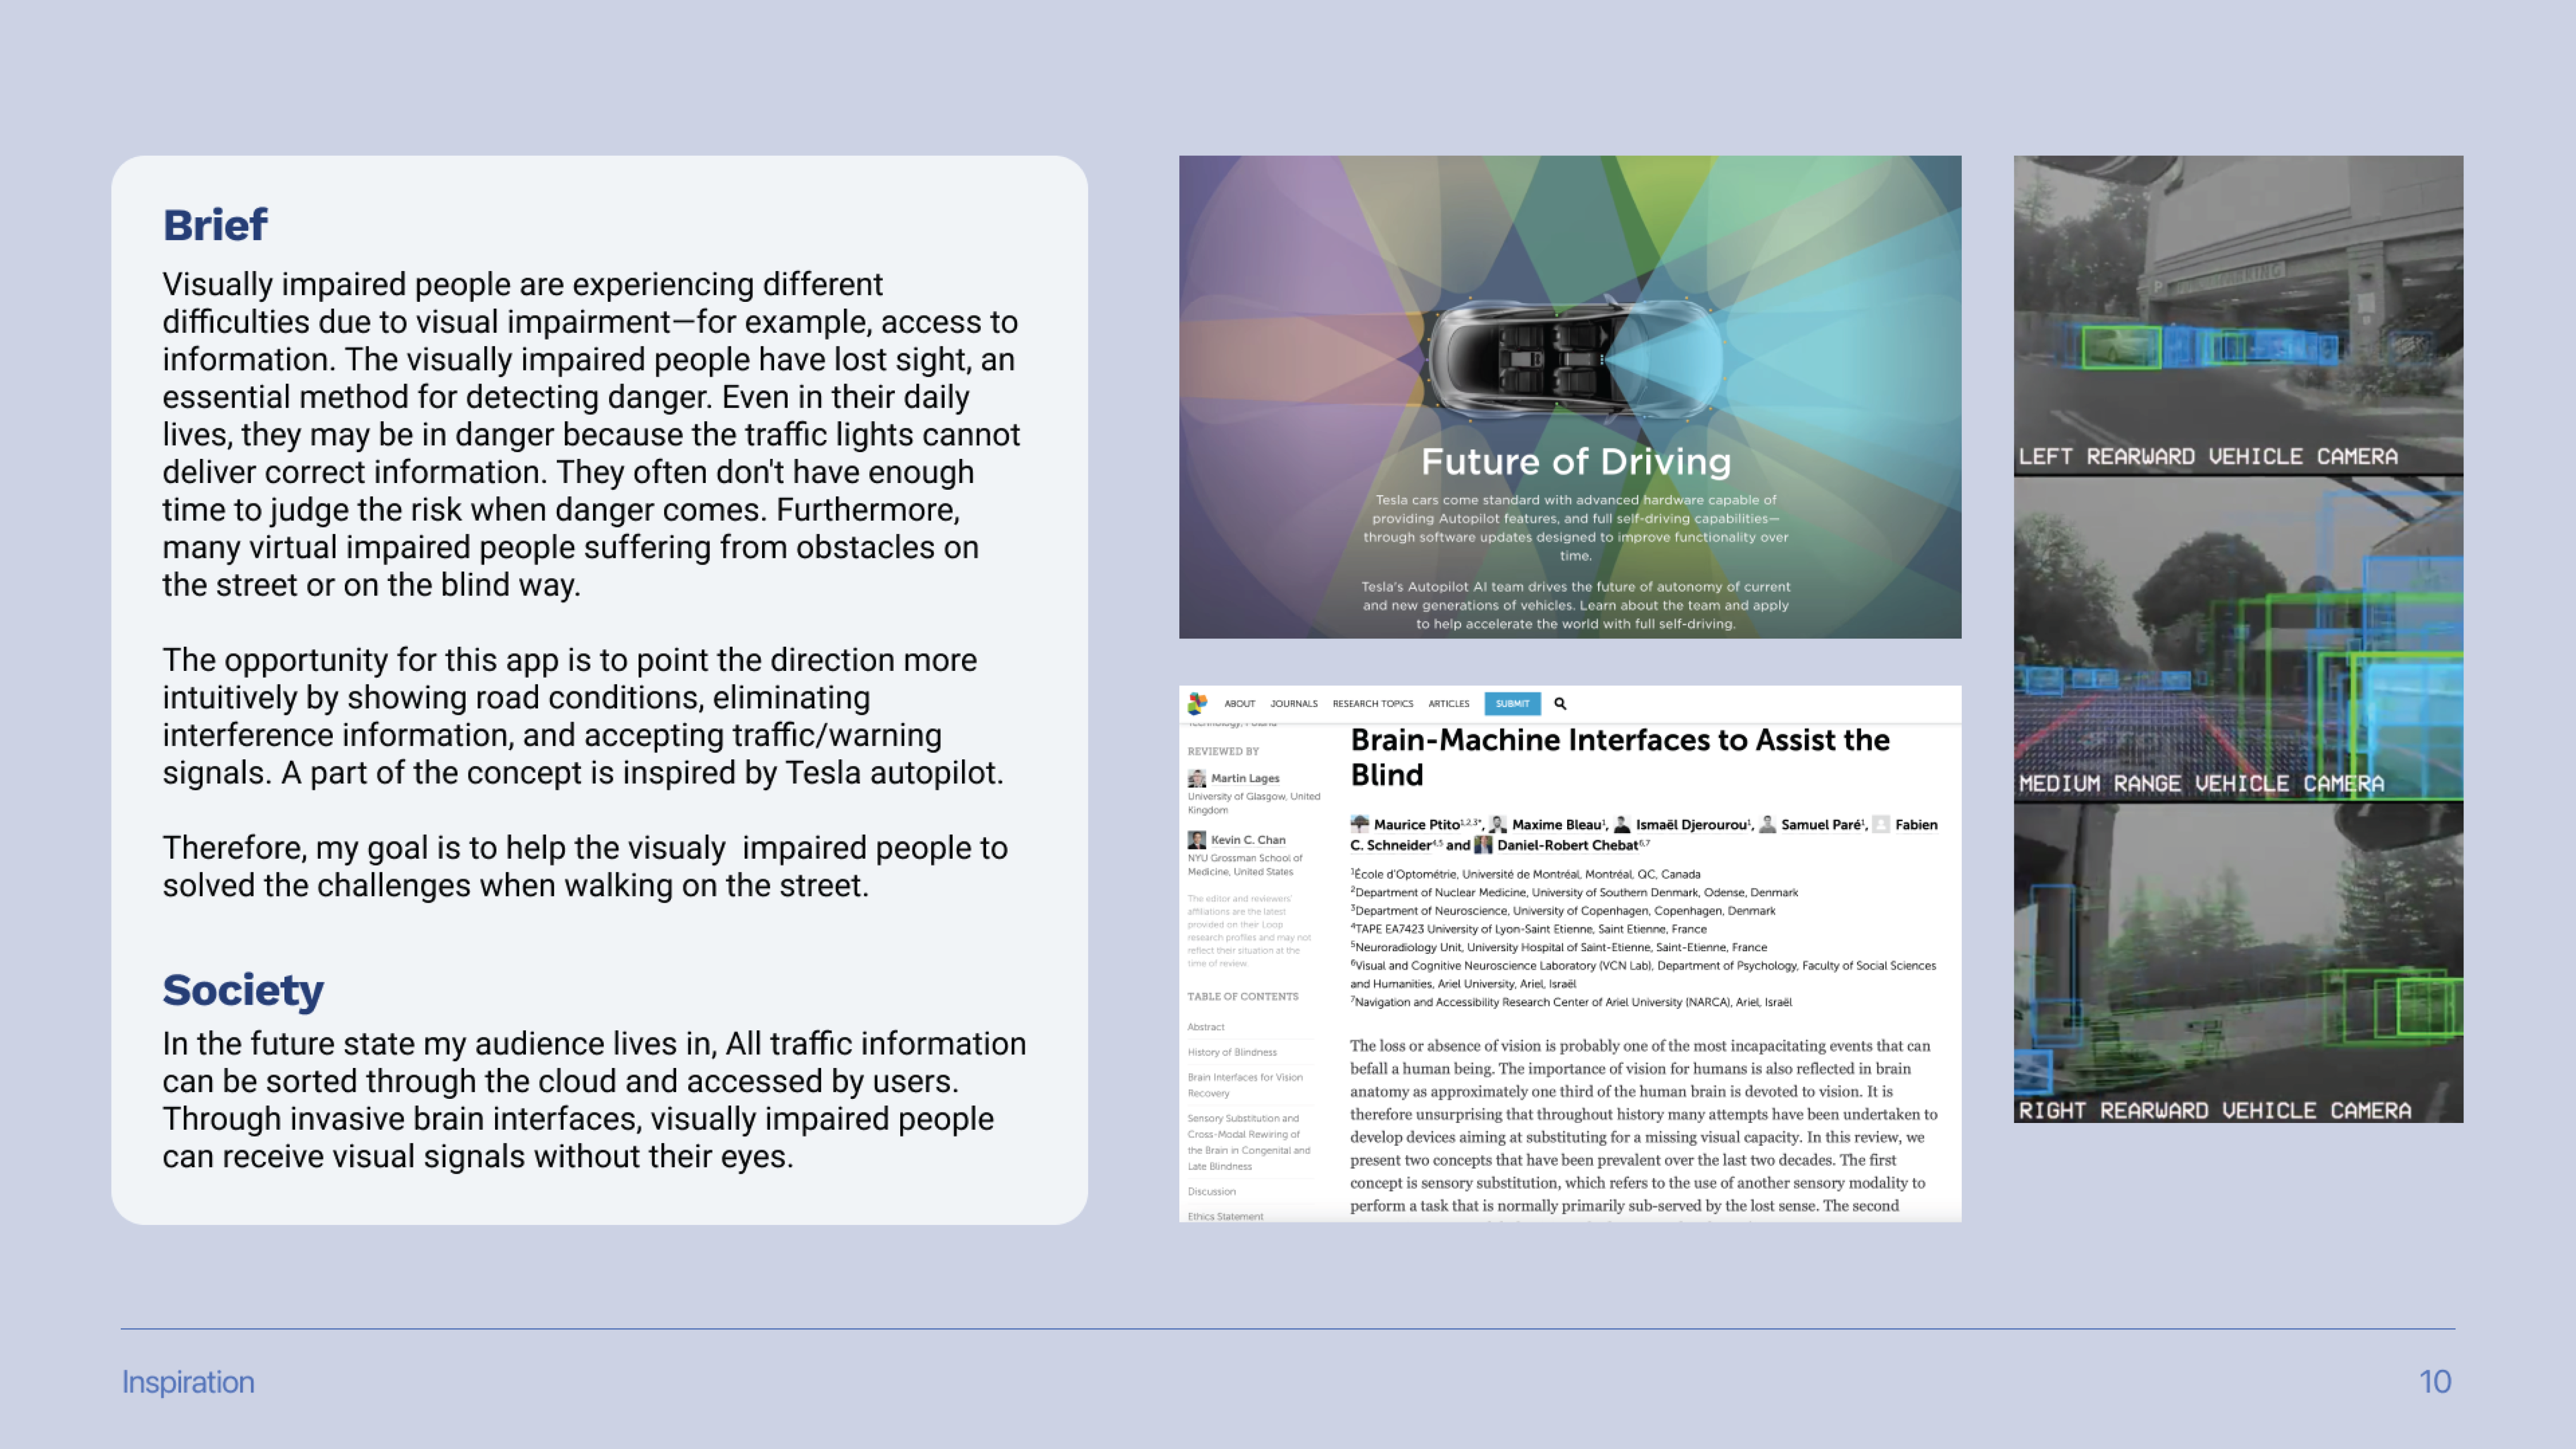 Brief
Visually impaired people are experiencing different
difficulties due to visual impairment—for example, access to
information. The visually impaired people have lost sight, an
essential method for detecting danger. Even in their daily
lives, they may be in danger because the traffic lights cannot
deliver correct information. They often don't have enough
time to judge the risk when danger comes. Furthermore,
many virtual impaired people suffering from obstacles on
the street or on the blind way.
The opportunity for this app is to point the direction more
intuitively by showing road conditions, eliminating
interference information, and accepting traffic/warning
signals. A part of the concept is inspired by Tesla autopilot.
Therefore, my goal is to help the visualy  impaired people to
solved the challenges when walking on the street.
Society
In the future state my audience lives in, All traffic information
can be sorted through the cloud and accessed by users.
Through invasive brain interfaces, visually impaired people
can receive visual signals without their eyes.
Future of Driving
Tesla cars come standard with advanced hardware capable of
providing Autopilot features, and full self-driving capabilities—
through software updates designed to improve functionality over
time.
Tesla's Autopilot AI team drives the future of autonomy of current
and new generations of vehicles. Learn about the team and apply
to help accelerate the world with full self-driving.
ABOUT JOURNALS RESEARCH TOPICS ARTICLES SUBMIT
REVIEWED BY
Martin Lages
University of Glasgow, United
Kingdom
Kevin C. Chan
NYU Grossman School of
Medicine, United States
The editor and reviewers'
affiliations are the latest
provided on their Loop
research profiles and may not
reflect their situation at the
time of review.
TABLE OF CONTENTS
Abstract
History of Blindness
Brain Interfaces for Vision
Recovery
Sensory Substitution and
Cross-Modal Rewiring of
the Brain in Congenital and
Late Blindness
Discussion
Ethics Statement
Brain-Machine Interfaces to Assist the
Blind
Maurice Ptito1,2,3*, Maxime Bleau1, Ismaël Djerourou1, Samuel Paré1, Fabien
C. Schneider4,5 and Daniel-Robert Chebat6,7
1École d'Optométrie, Université de Montréal, Montréal, QC, Canada
2Department of Nuclear Medicine, University of Southern Denmark, Odense, Denmark
3Department of Neuroscience, University of Copenhagen, Copenhagen, Denmark
4TAPE EA7423 University of Lyon-Saint Etienne, Saint Etienne, France
5Neuroradiology Unit, University Hospital of Saint-Etienne, Saint-Etienne, France
6Visual and Cognitive Neuroscience Laboratory (VCN Lab), Department of Psychology, Faculty of Social Sciences
and Humanities, Ariel University, Ariel, Israël
7Navigation and Accessibility Research Center of Ariel University (NARCA), Ariel, Israël
The loss or absence of vision is probably one of the most incapacitating events that can
befall a human being. The importance of vision for humans is also reflected in brain
anatomy as approximately one third of the human brain is devoted to vision. It is
therefore unsurprising that throughout history many attempts have been undertaken to
develop devices aiming at substituting for a missing visual capacity. In this review, we
present two concepts that have been prevalent over the last two decades. The first
concept is sensory substitution, which refers to the use of another sensory modality to
perform a task that is normally primarily sub-served by the lost sense. The second
LEFT REARWARD VEHICLE CAMERA
MEDIUM RANGE VEHICLE CAMERA
RIGHT REARWARD VEHICLE CAMERA
Inspiration
10